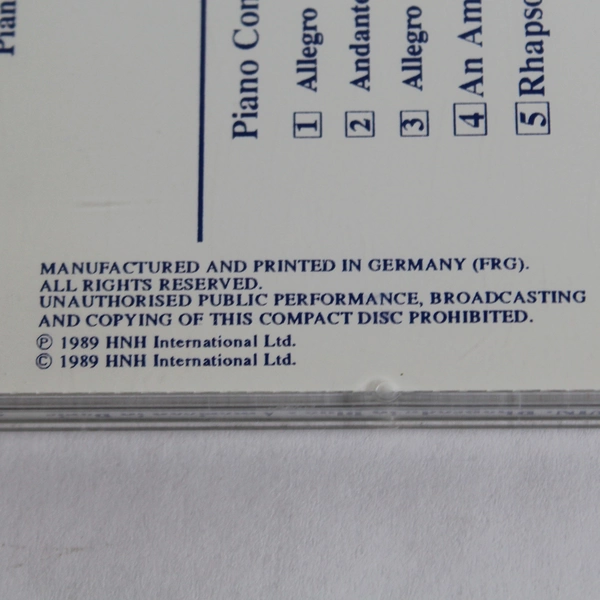 Pian
Piano Con
1 Allegro
2 Andante
3 Allegro
4 An Am
5 Rhapso
MANUFACTURED AND PRINTED IN GERMANY (FRG).
ALL RIGHTS RESERVED.
UNAUTHORISED PUBLIC PERFORMANCE, BROADCASTING
AND COPYING OF THIS COMPACT DISC PROHIBITED.
℗ 1989 HNH International Ltd.
© 1989 HNH International Ltd.